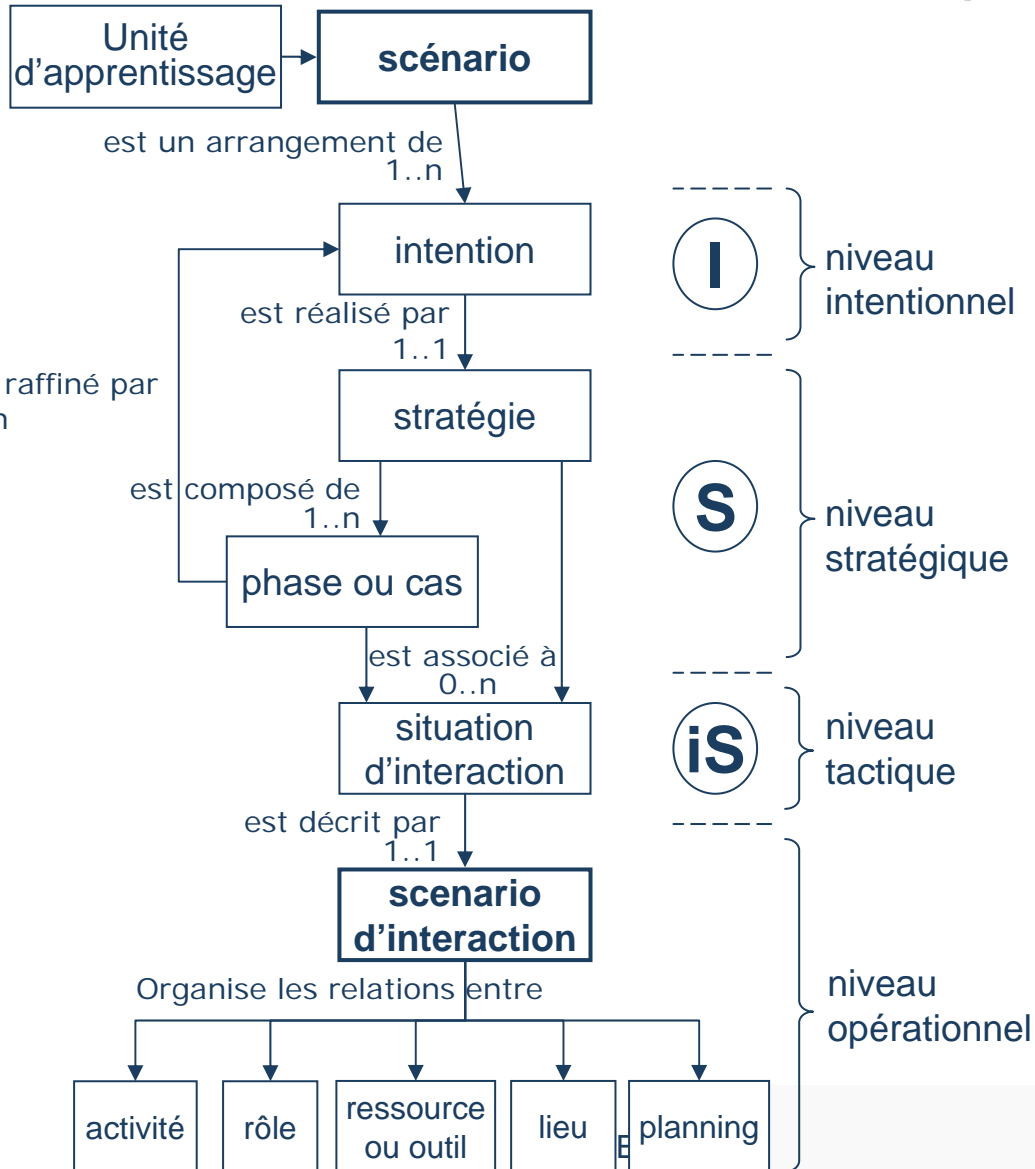 Unité
d'apprentissage
scénario
est un arrangement de
1..n
intention
I
niveau
intentionnel
est réalisé par
1..1
raffiné par
n
stratégie
S
niveau
stratégique
est composé de
1..n
phase ou cas
est associé à
0..n
situation
d'interaction
iS
niveau
tactique
est décrit par
1..1
scenario
d'interaction
Organise les relations entre
niveau
opérationnel
activité
rôle
ressource
ou outil
lieu
planning